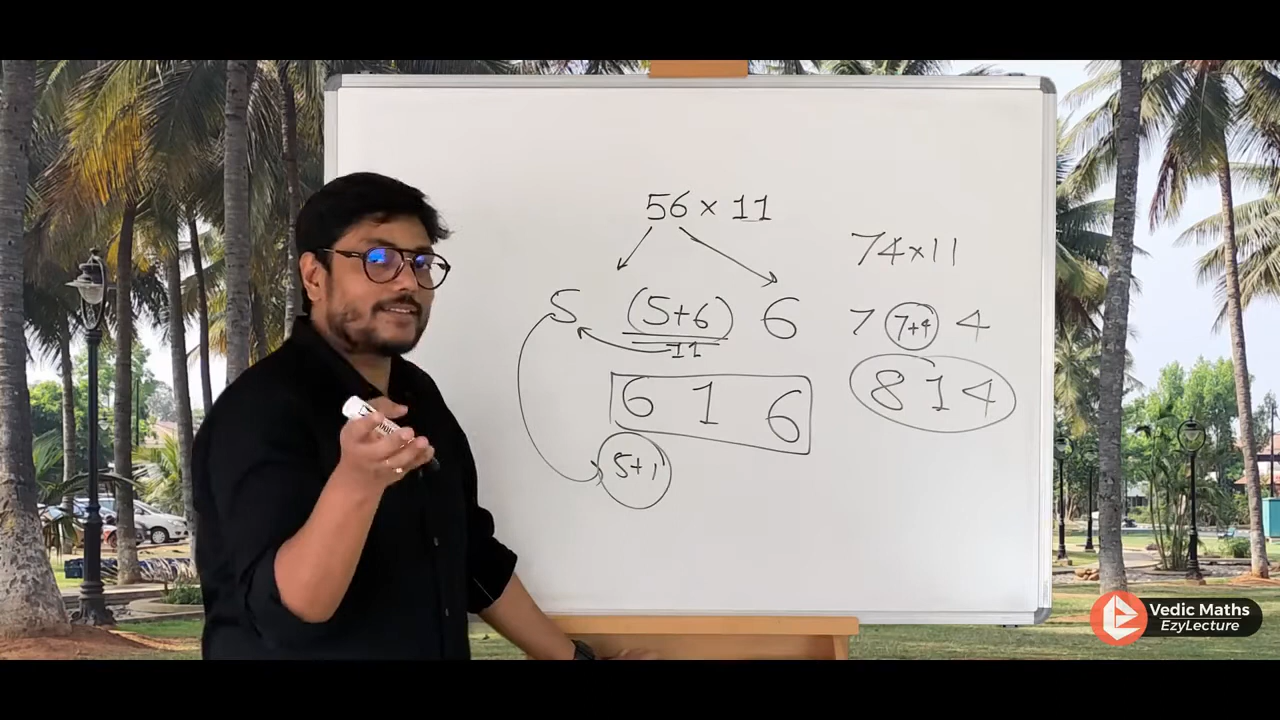 56 × 11
5 (5+6) 6
11
6 1 6
5+1
74×11
7 7+4 4
8 1 4
Vedic Maths
EzyLecture